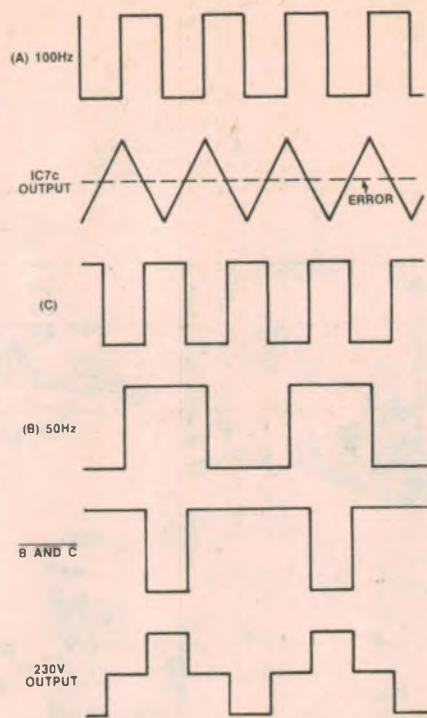 (A) 100Hz
IC7c
OUTPUT
ERROR
(C)
(B) 50Hz
B AND C
230V
OUTPUT